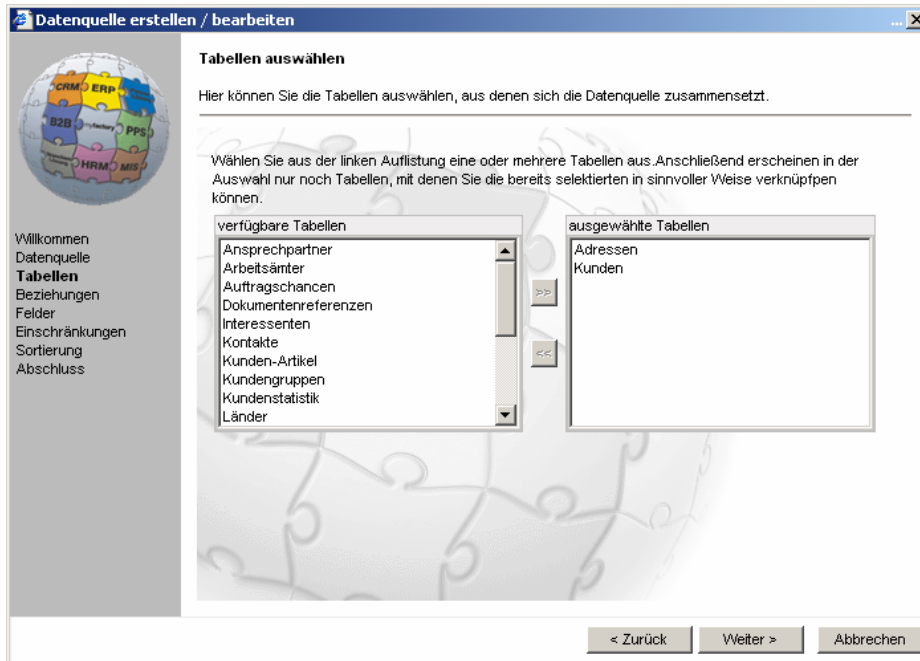 Datenquelle erstellen / bearbeiten
...
CRM
ERP
B2B
factory
PPS
HRM
MIS
Willkommen
Datenquelle
Tabellen
Beziehungen
Felder
Einschränkungen
Sortierung
Abschluss
Tabellen auswählen
Hier können Sie die Tabellen auswählen, aus denen sich die Datenquelle zusammensetzt.
Wählen Sie aus der linken Auflistung eine oder mehrere Tabellen aus.Anschließend erscheinen in der
Auswahl nur noch Tabellen, mit denen Sie die bereits selektierten in sinnvoller Weise verknüpfpen
können.
verfügbare Tabellen
Ansprechpartner
Arbeitsämter
Auftragschancen
Dokumentenreferenzen
Interessenten
Kontakte
Kunden-Artikel
Kundengruppen
Kundenstatistik
Länder
>>
<<
ausgewählte Tabellen
Adressen
Kunden
< Zurück
Weiter >
Abbrechen